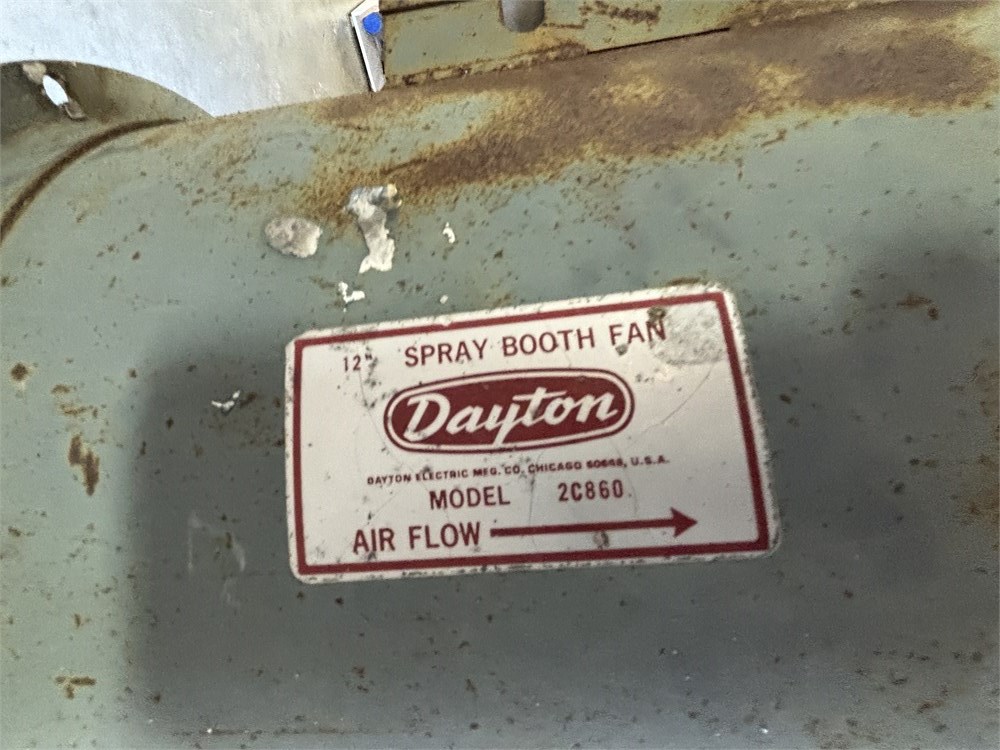 12" SPRAY BOOTH FAN
Dayton
DAYTON ELECTRIC MFG. CO. CHICAGO 60648, U.S.A.
MODEL 2C860
AIR FLOW